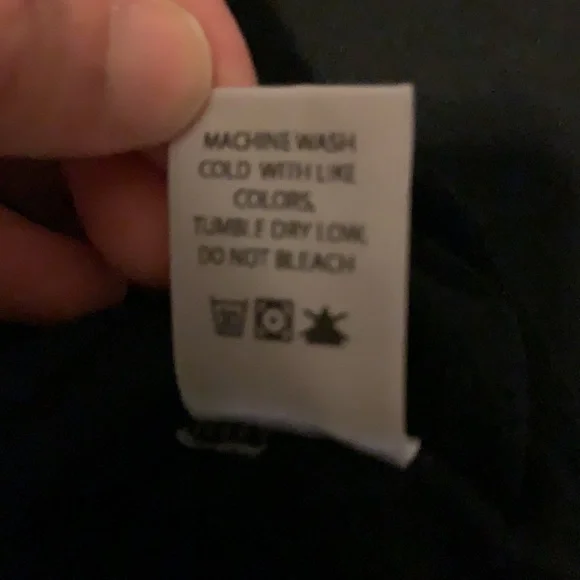 MACHINE WASH
COLD WITH LIKE
COLORS,
TUMBLE DRY LOW,
DO NOT BLEACH